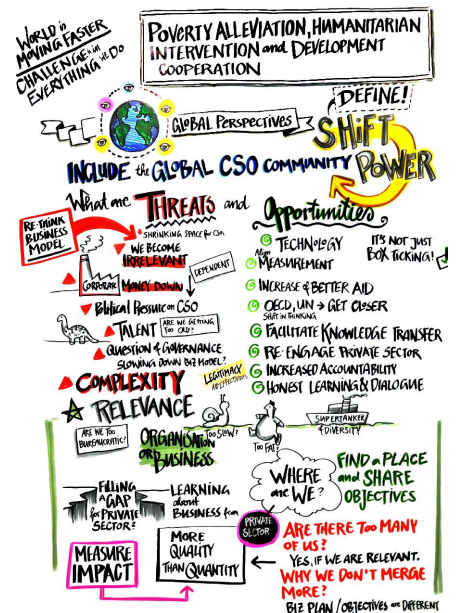 WORLD is
MOVING FASTER
CHALLENGE is in
EVERYTHING we DO
POVERTY ALLEVIATION, HUMANITARIAN
INTERVENTION and DEVELOPMENT
COOPERATION
GLOBAL PERSPECTIVES
DEFINE!
SHIFT
POWER
INCLUDE the GLOBAL CSO COMMUNITY
What are THREATS and Opportunities
RE-THINK
BUSINESS
MODEL
SHRINKING SPACE for CSOs
WE BECOME
IRRELEVANT
CORPORATE MONEY DOWN
DEPENDENT
Political Pressure on CSO
TALENT
ARE WE GETTING
TOO OLD?
QUESTION of GOVERNANCE
SLOWING DOWN BIZ MODEL?
LEGITIMACY
COMPLEXITY
RELEVANCE
TECHNOLOGY
IT'S NOT JUST
BOX TICKING!
Align
MEASUREMENT
INCREASE & BETTER AID
OECD, UN → GET CLOSER
SHIFT in THINKING
FACILITATE KNOWLEDGE TRANSFER
RE-ENGAGE PRIVATE SECTOR
INCREASED ACCOUNTABILITY
HONEST LEARNING & DIALOGUE
ARE WE TOO
BUREAUCRATIC?
ORGANISATION
OR BUSINESS
TOO SLOW?
TOO FAT?
SUPERTANKER
& DIVERSITY
FILLING
A GAP
for PRIVATE
SECTOR?
LEARNING
about
BUSINESS from
PRIVATE
SECTOR
WHERE
are WE?
FIND A PLACE
and SHARE
OBJECTIVES
MEASURE
IMPACT
MORE
QUALITY
THAN QUANTITY
ARE THERE TOO MANY
OF US?
YES, IF WE ARE RELEVANT.
WHY WE DON'T MERGE
MORE?
BIZ PLAN / OBJECTIVES are DIFFERENT